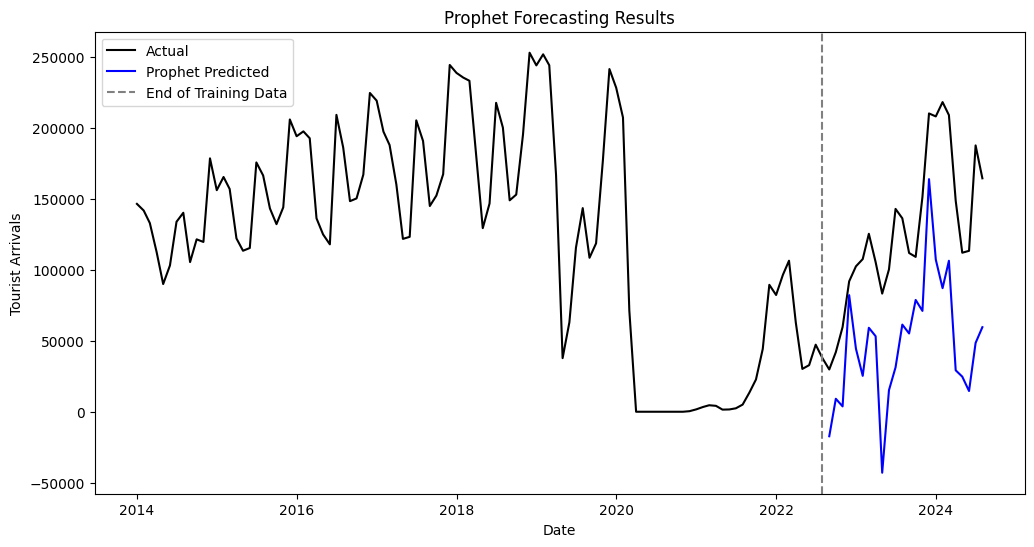 Prophet Forecasting Results
Actual
Prophet Predicted
End of Training Data
Tourist Arrivals
250000
200000
150000
100000
50000
0
−50000
2014
2016
2018
2020
2022
2024
Date